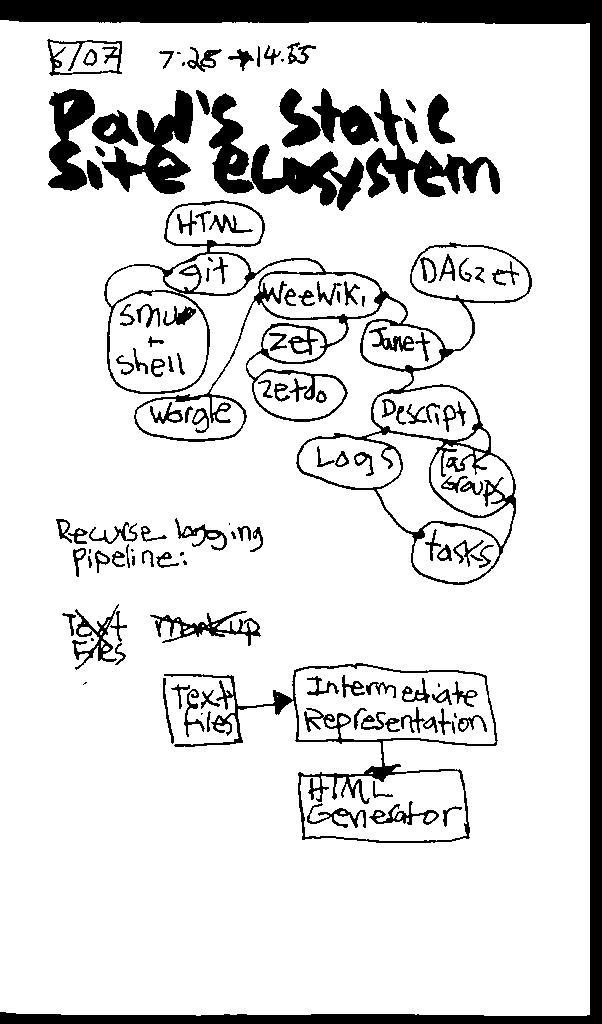 6/07 7:25 → 14:55
Paul's Static
Site ecosystem
HTML
git
WeeWiki
DAGzet
smu
+
shell
zet
Janet
zetdo
Worgle
Descript
Logs
Task
Groups
tasks
Recurse logging
Pipeline:
Text
Files
markup
Text
Files
Intermediate
Representation
HTML
Generator